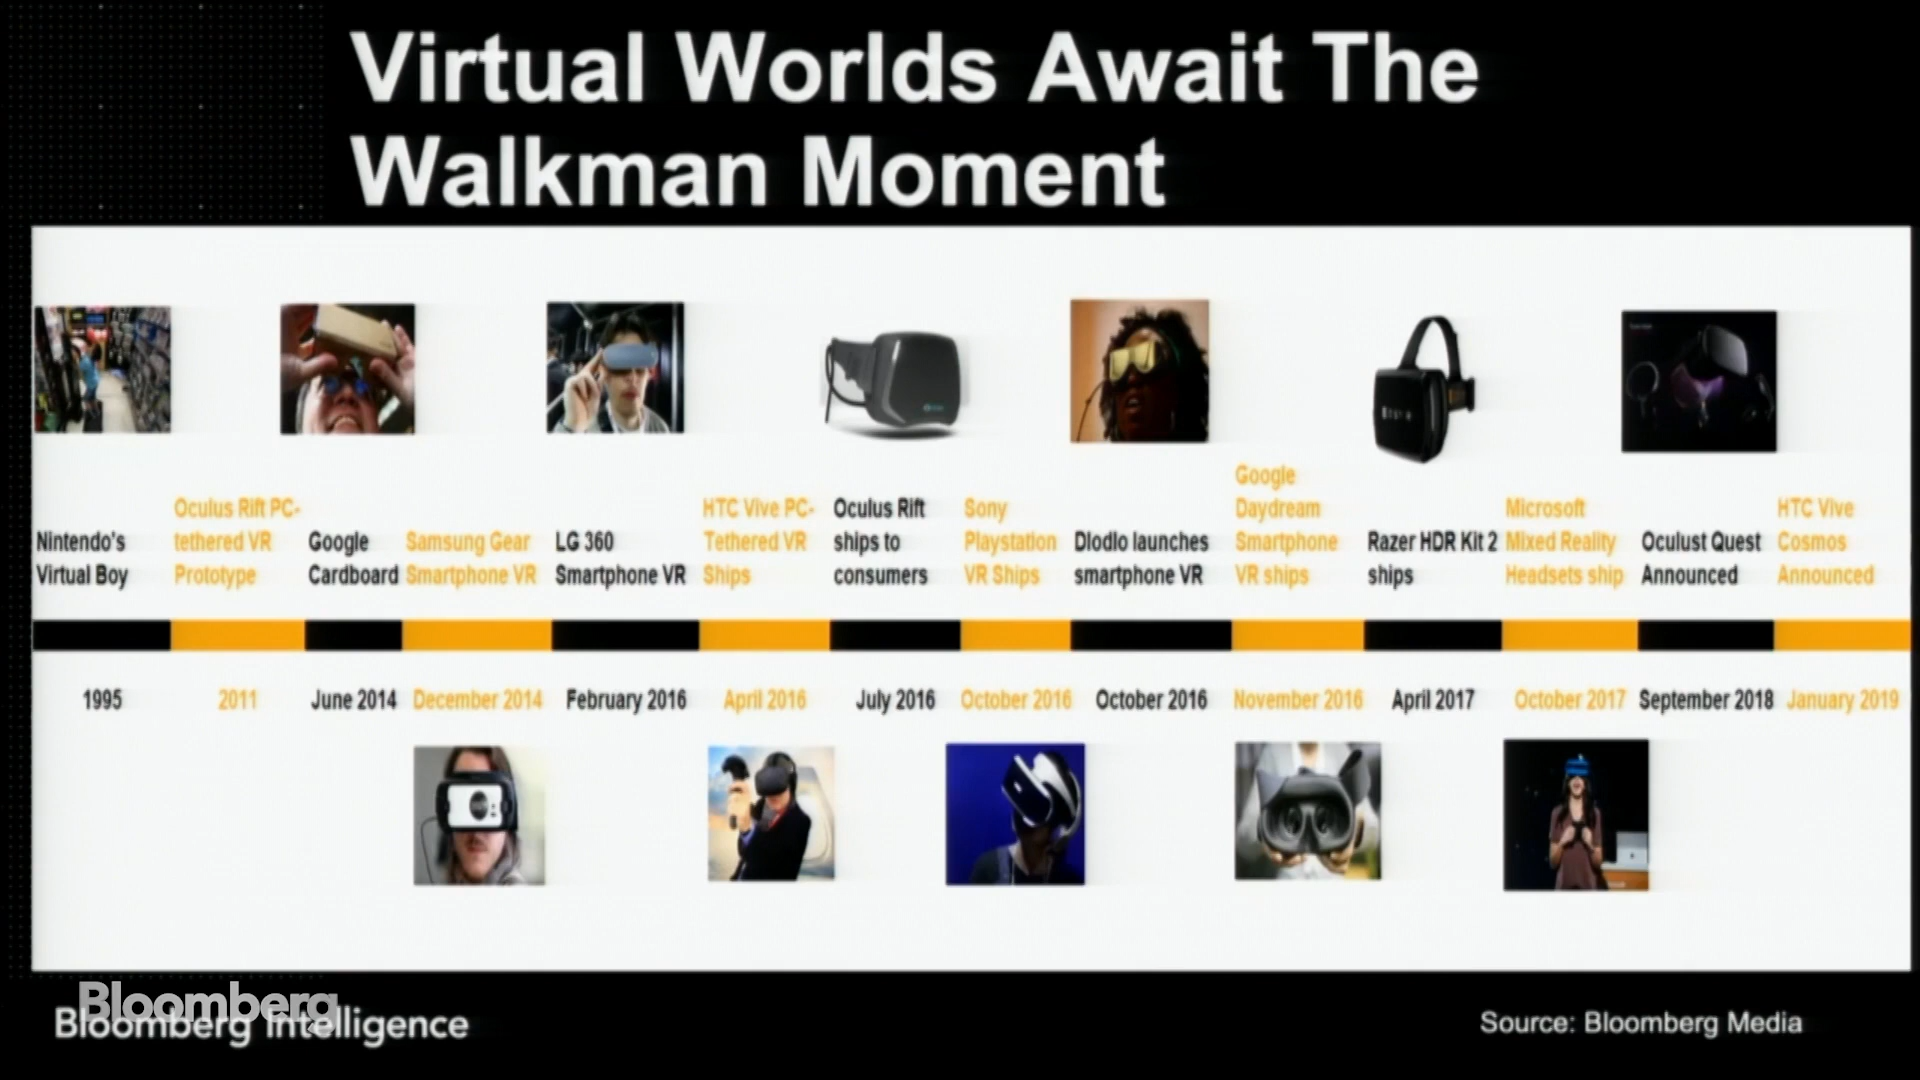 Virtual Worlds Await The
Walkman Moment
Nintendo's
Virtual Boy
Oculus Rift PC-
tethered VR
Prototype
Google
Cardboard
Samsung Gear
Smartphone VR
LG 360
Smartphone VR
HTC Vive PC-
Tethered VR
Ships
Oculus Rift
ships to
consumers
Sony
Playstation
VR Ships
Dlodlo launches
smartphone VR
Google
Daydream
Smartphone
VR ships
Razer HDR Kit 2
ships
Microsoft
Mixed Reality
Headsets ship
Oculust Quest
Announced
HTC Vive
Cosmos
Announced
1995
2011
June 2014
December 2014
February 2016
April 2016
July 2016
October 2016
October 2016
November 2016
April 2017
October 2017
September 2018
January 2019
Bloomberg
Bloomberg Intelligence
Source: Bloomberg Media